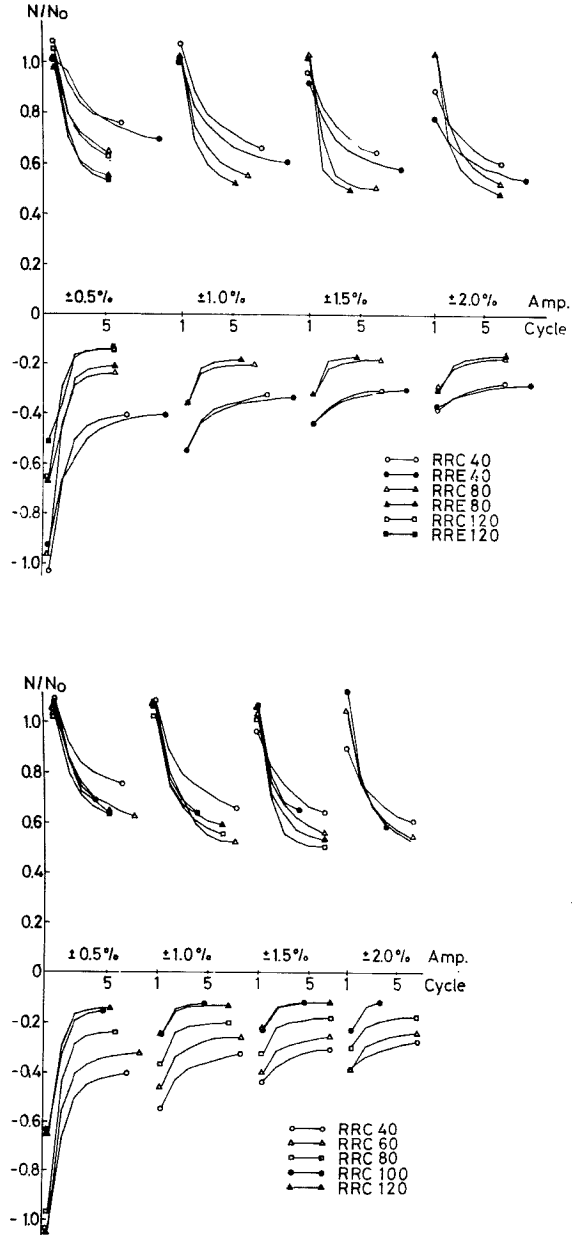 N/No
1.0
0.8
0.6
0.4
0.2
±0.5% ±1.0% ±1.5% ±2.0% Amp.
0
5 1 5 1 5 1 5 Cycle
-0.2
-0.4
-0.6
-0.8
-1.0
RRC 40
RRE 40
RRC 80
RRE 80
RRC 120
RRE 120
N/No
1.0
0.8
0.6
0.4
0.2
±0.5% ±1.0% ±1.5% ±2.0% Amp.
0
5 1 5 1 5 1 5 Cycle
-0.2
-0.4
-0.6
-0.8
-1.0
RRC 40
RRC 60
RRC 80
RRC 100
RRC 120